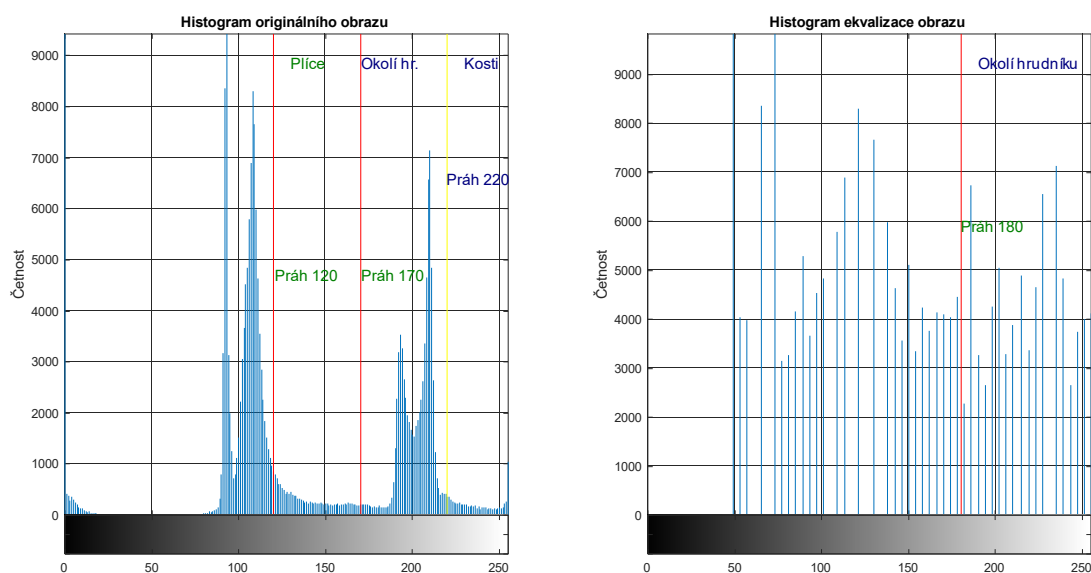 Histogram originálního obrazu
Plíce
Okolí hr.
Kosti
Práh 220
Práh 120
Práh 170
Četnost
9000
8000
7000
6000
5000
4000
3000
2000
1000
0
0 50 100 150 200 250
Histogram ekvalizace obrazu
Okolí hrudníku
Práh 180
Četnost
9000
8000
7000
6000
5000
4000
3000
2000
1000
0
0 50 100 150 200 250